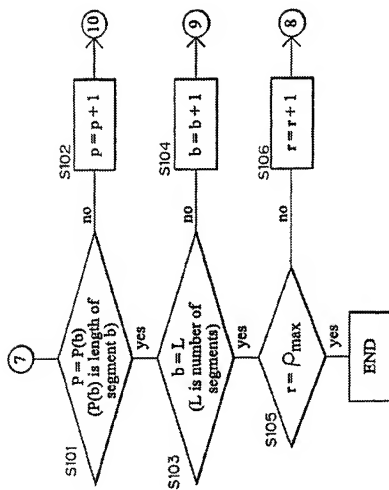 7
S101
P = P(b)
(P(b) is length of
segment b)
no
S102
p = p + 1
10
yes
S103
b = L
(L is number of
segments)
no
S104
b = b + 1
9
yes
S105
r = ρmax
no
S106
r = r + 1
8
yes
END